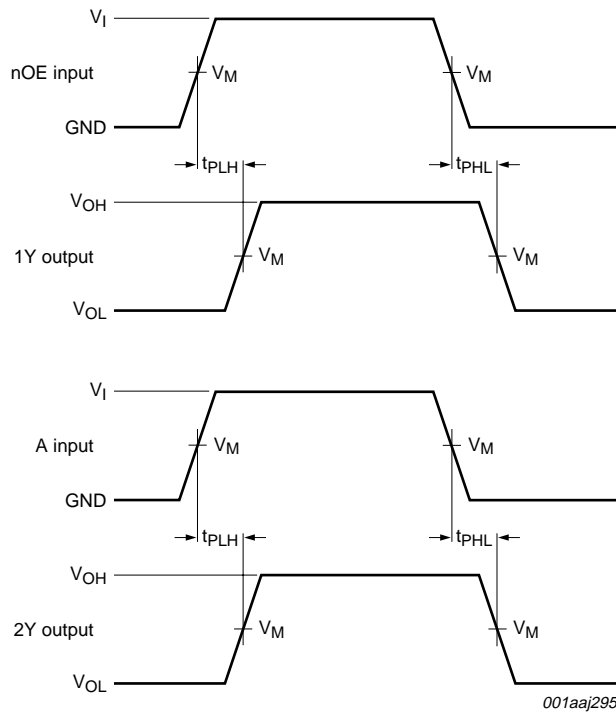 V_I
nOE input
V_M
V_M
GND
t_PLH
t_PHL
V_OH
1Y output
V_M
V_M
V_OL
V_I
A input
V_M
V_M
GND
t_PLH
t_PHL
V_OH
2Y output
V_M
V_M
V_OL
001aaj295